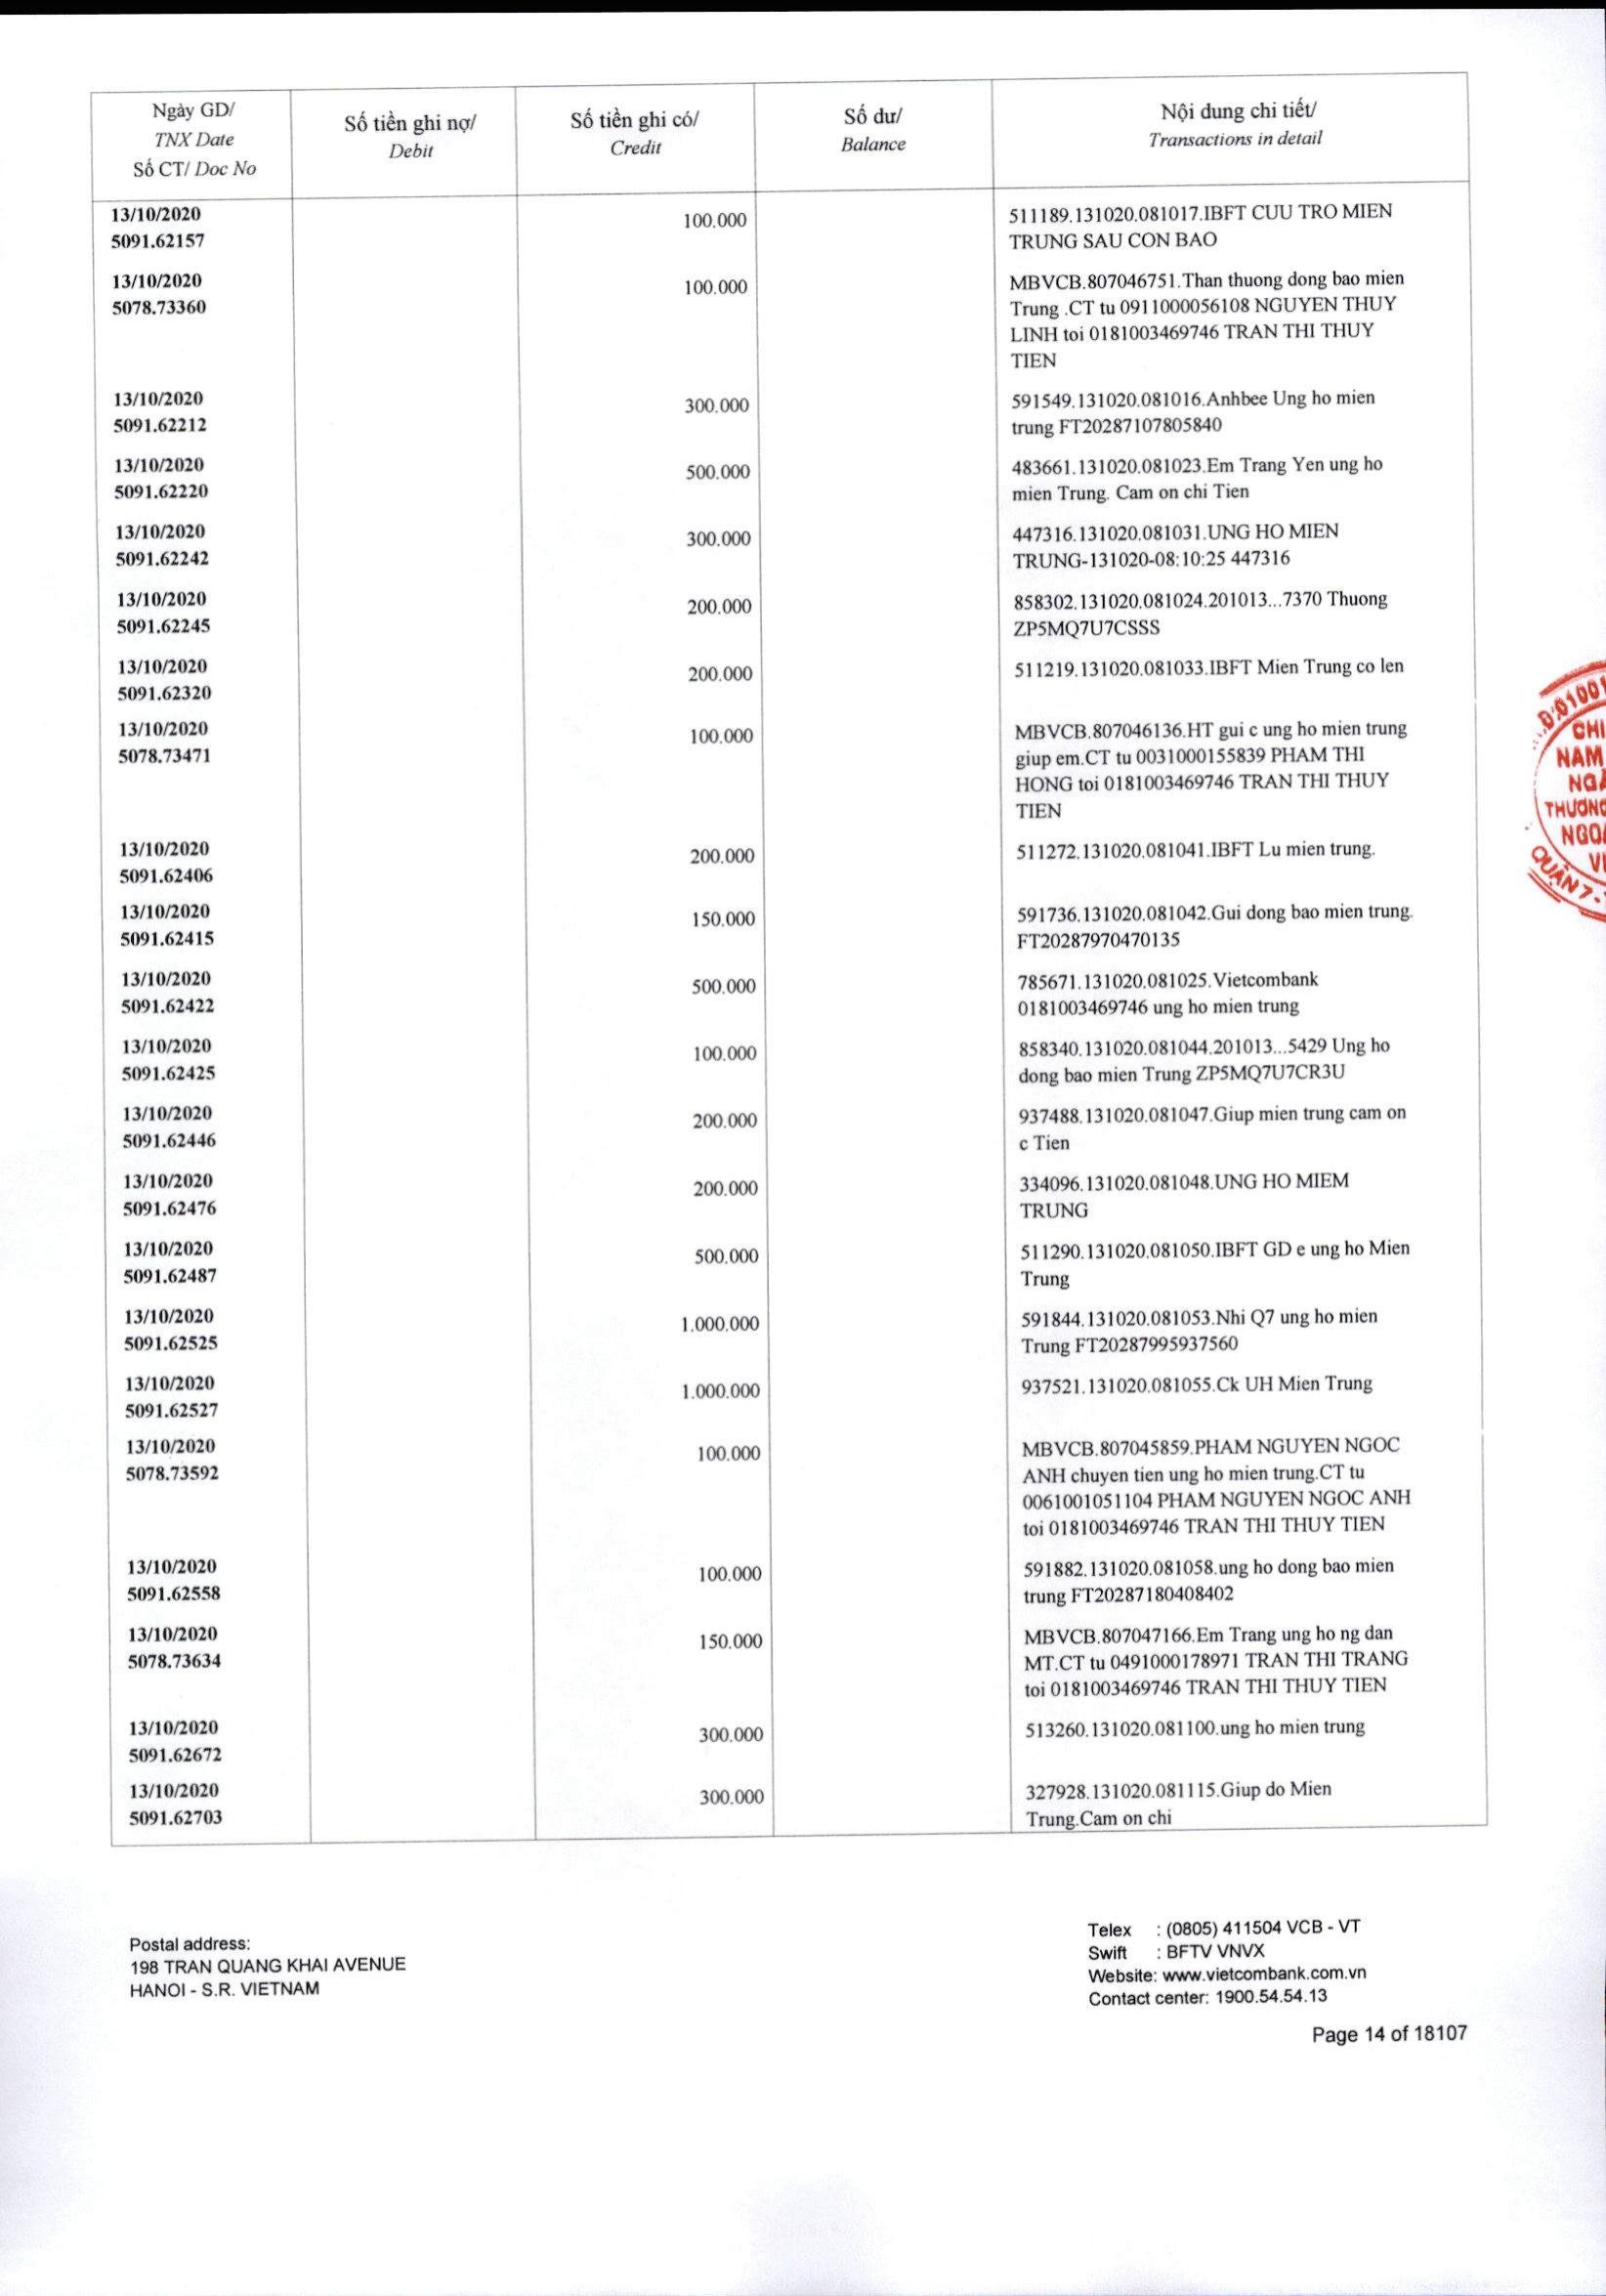 Ngày GD/
TNX Date
Số CT/ Doc No
Số tiền ghi nợ/
Debit
Số tiền ghi có/
Credit
Số dư/
Balance
Nội dung chi tiết/
Transactions in detail
13/10/2020
5091.62157
100.000
511189.131020.081017.IBFT CUU TRO MIEN
TRUNG SAU CON BAO
13/10/2020
5078.73360
100.000
MBVCB.807046751.Than thuong dong bao mien
Trung .CT tu 0911000056108 NGUYEN THUY
LINH toi 0181003469746 TRAN THI THUY
TIEN
13/10/2020
5091.62212
300.000
591549.131020.081016.Anhbee Ung ho mien
trung FT20287107805840
13/10/2020
5091.62220
500.000
483661.131020.081023.Em Trang Yen ung ho
mien Trung. Cam on chi Tien
13/10/2020
5091.62242
300.000
447316.131020.081031.UNG HO MIEN
TRUNG-131020-08:10:25 447316
13/10/2020
5091.62245
200.000
858302.131020.081024.201013...7370 Thuong
ZP5MQ7U7CSSS
13/10/2020
5091.62320
200.000
511219.131020.081033.IBFT Mien Trung co len
13/10/2020
5078.73471
100.000
MBVCB.807046136.HT gui c ung ho mien trung
giup em.CT tu 0031000155839 PHAM THI
HONG toi 0181003469746 TRAN THI THUY
TIEN
13/10/2020
5091.62406
200.000
511272.131020.081041.IBFT Lu mien trung.
13/10/2020
5091.62415
150.000
591736.131020.081042.Gui dong bao mien trung.
FT20287970470135
13/10/2020
5091.62422
500.000
785671.131020.081025.Vietcombank
0181003469746 ung ho mien trung
13/10/2020
5091.62425
100.000
858340.131020.081044.201013...5429 Ung ho
dong bao mien Trung ZP5MQ7U7CR3U
13/10/2020
5091.62446
200.000
937488.131020.081047.Giup mien trung cam on
c Tien
13/10/2020
5091.62476
200.000
334096.131020.081048.UNG HO MIEM
TRUNG
13/10/2020
5091.62487
500.000
511290.131020.081050.IBFT GD e ung ho Mien
Trung
13/10/2020
5091.62525
1.000.000
591844.131020.081053.Nhi Q7 ung ho mien
Trung FT20287995937560
13/10/2020
5091.62527
1.000.000
937521.131020.081055.Ck UH Mien Trung
13/10/2020
5078.73592
100.000
MBVCB.807045859.PHAM NGUYEN NGOC
ANH chuyen tien ung ho mien trung.CT tu
0061001051104 PHAM NGUYEN NGOC ANH
toi 0181003469746 TRAN THI THUY TIEN
13/10/2020
5091.62558
100.000
591882.131020.081058.ung ho dong bao mien
trung FT20287180408402
13/10/2020
5078.73634
150.000
MBVCB.807047166.Em Trang ung ho ng dan
MT.CT tu 0491000178971 TRAN THI TRANG
toi 0181003469746 TRAN THI THUY TIEN
13/10/2020
5091.62672
300.000
513260.131020.081100.ung ho mien trung
13/10/2020
5091.62703
300.000
327928.131020.081115.Giup do Mien
Trung.Cam on chi
CHI
NAM
THƯƠNG
QUẬN 7
Postal address:
198 TRAN QUANG KHAI AVENUE
HANOI - S.R. VIETNAM
Telex : (0805) 411504 VCB - VT
Swift : BFTV VNVX
Website: www.vietcombank.com.vn
Contact center: 1900.54.54.13
Page 14 of 18107